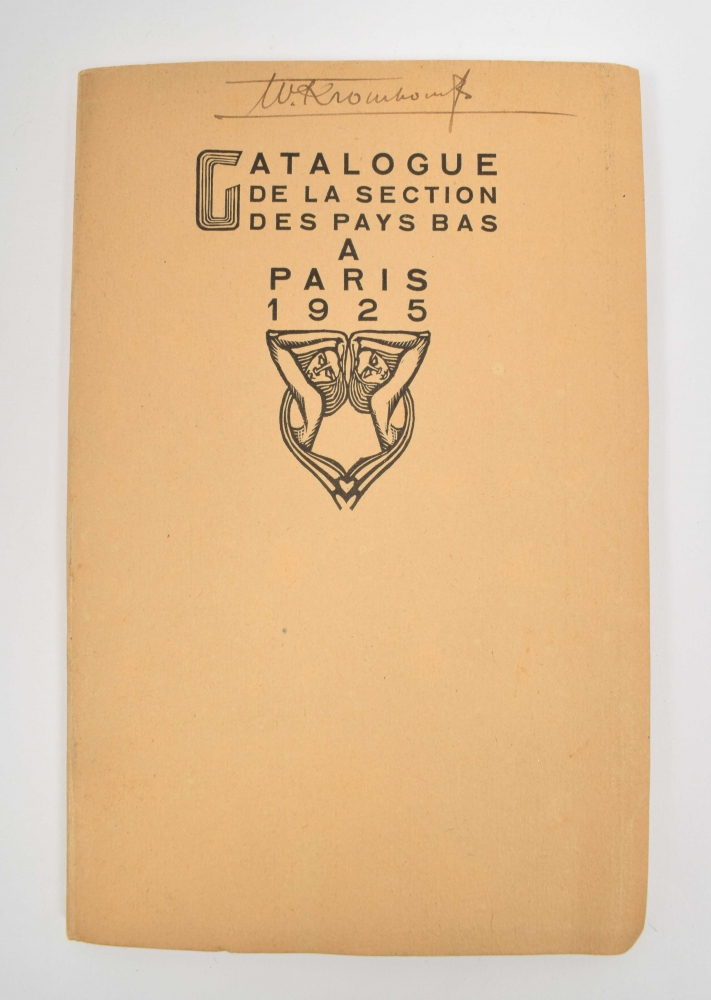 W. Kromhout
CATALOGUE
DE LA SECTION
DES PAYS BAS
A
PARIS
1925